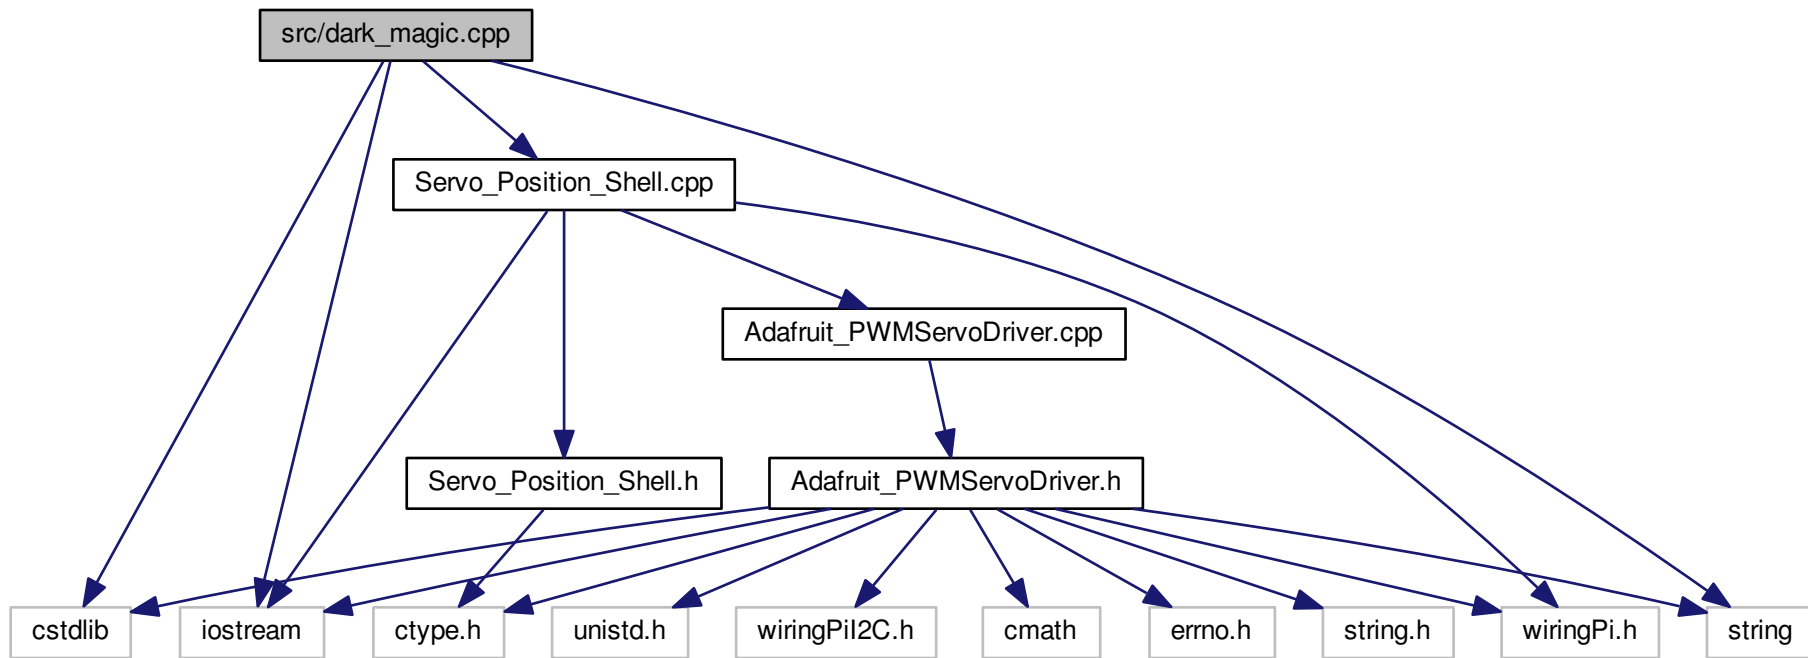 src/dark_magic.cpp
Servo_Position_Shell.cpp
Adafruit_PWMServoDriver.cpp
Servo_Position_Shell.h
Adafruit_PWMServoDriver.h
cstdlib
iostream
ctype.h
unistd.h
wiringPiI2C.h
cmath
errno.h
string.h
wiringPi.h
string